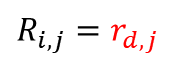 R_{i,j} = r_{d,j}